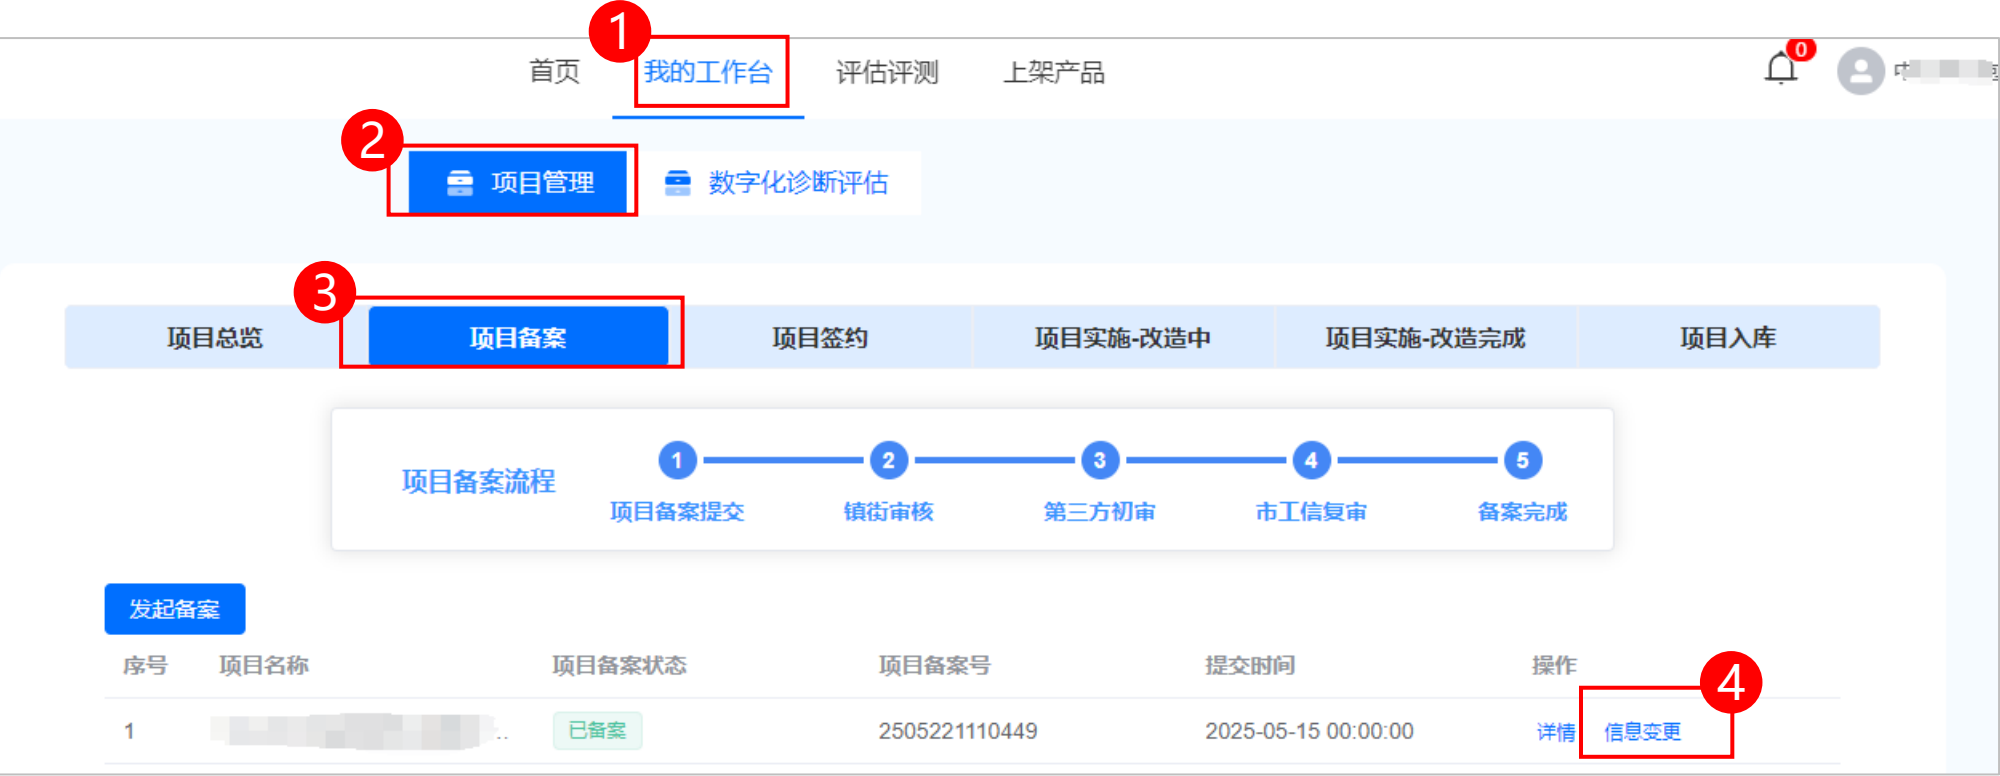 1
首页 我的工作台 评估评测 上架产品 0
2
项目管理 数字化诊断评估
3
项目总览 项目备案 项目签约 项目实施-改造中 项目实施-改造完成 项目入库
项目备案流程
1 2 3 4 5
项目备案提交 镇街审核 第三方初审 市工信复审 备案完成
发起备案
序号 项目名称 项目备案状态 项目备案号 提交时间 操作
4
1 .. 已备案 2505221110449 2025-05-15 00:00:00 详情 信息变更